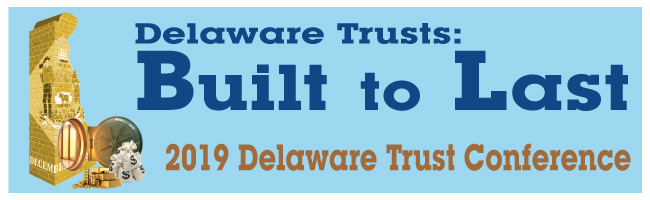 Delaware Trusts:
Built to Last
2019 Delaware Trust Conference